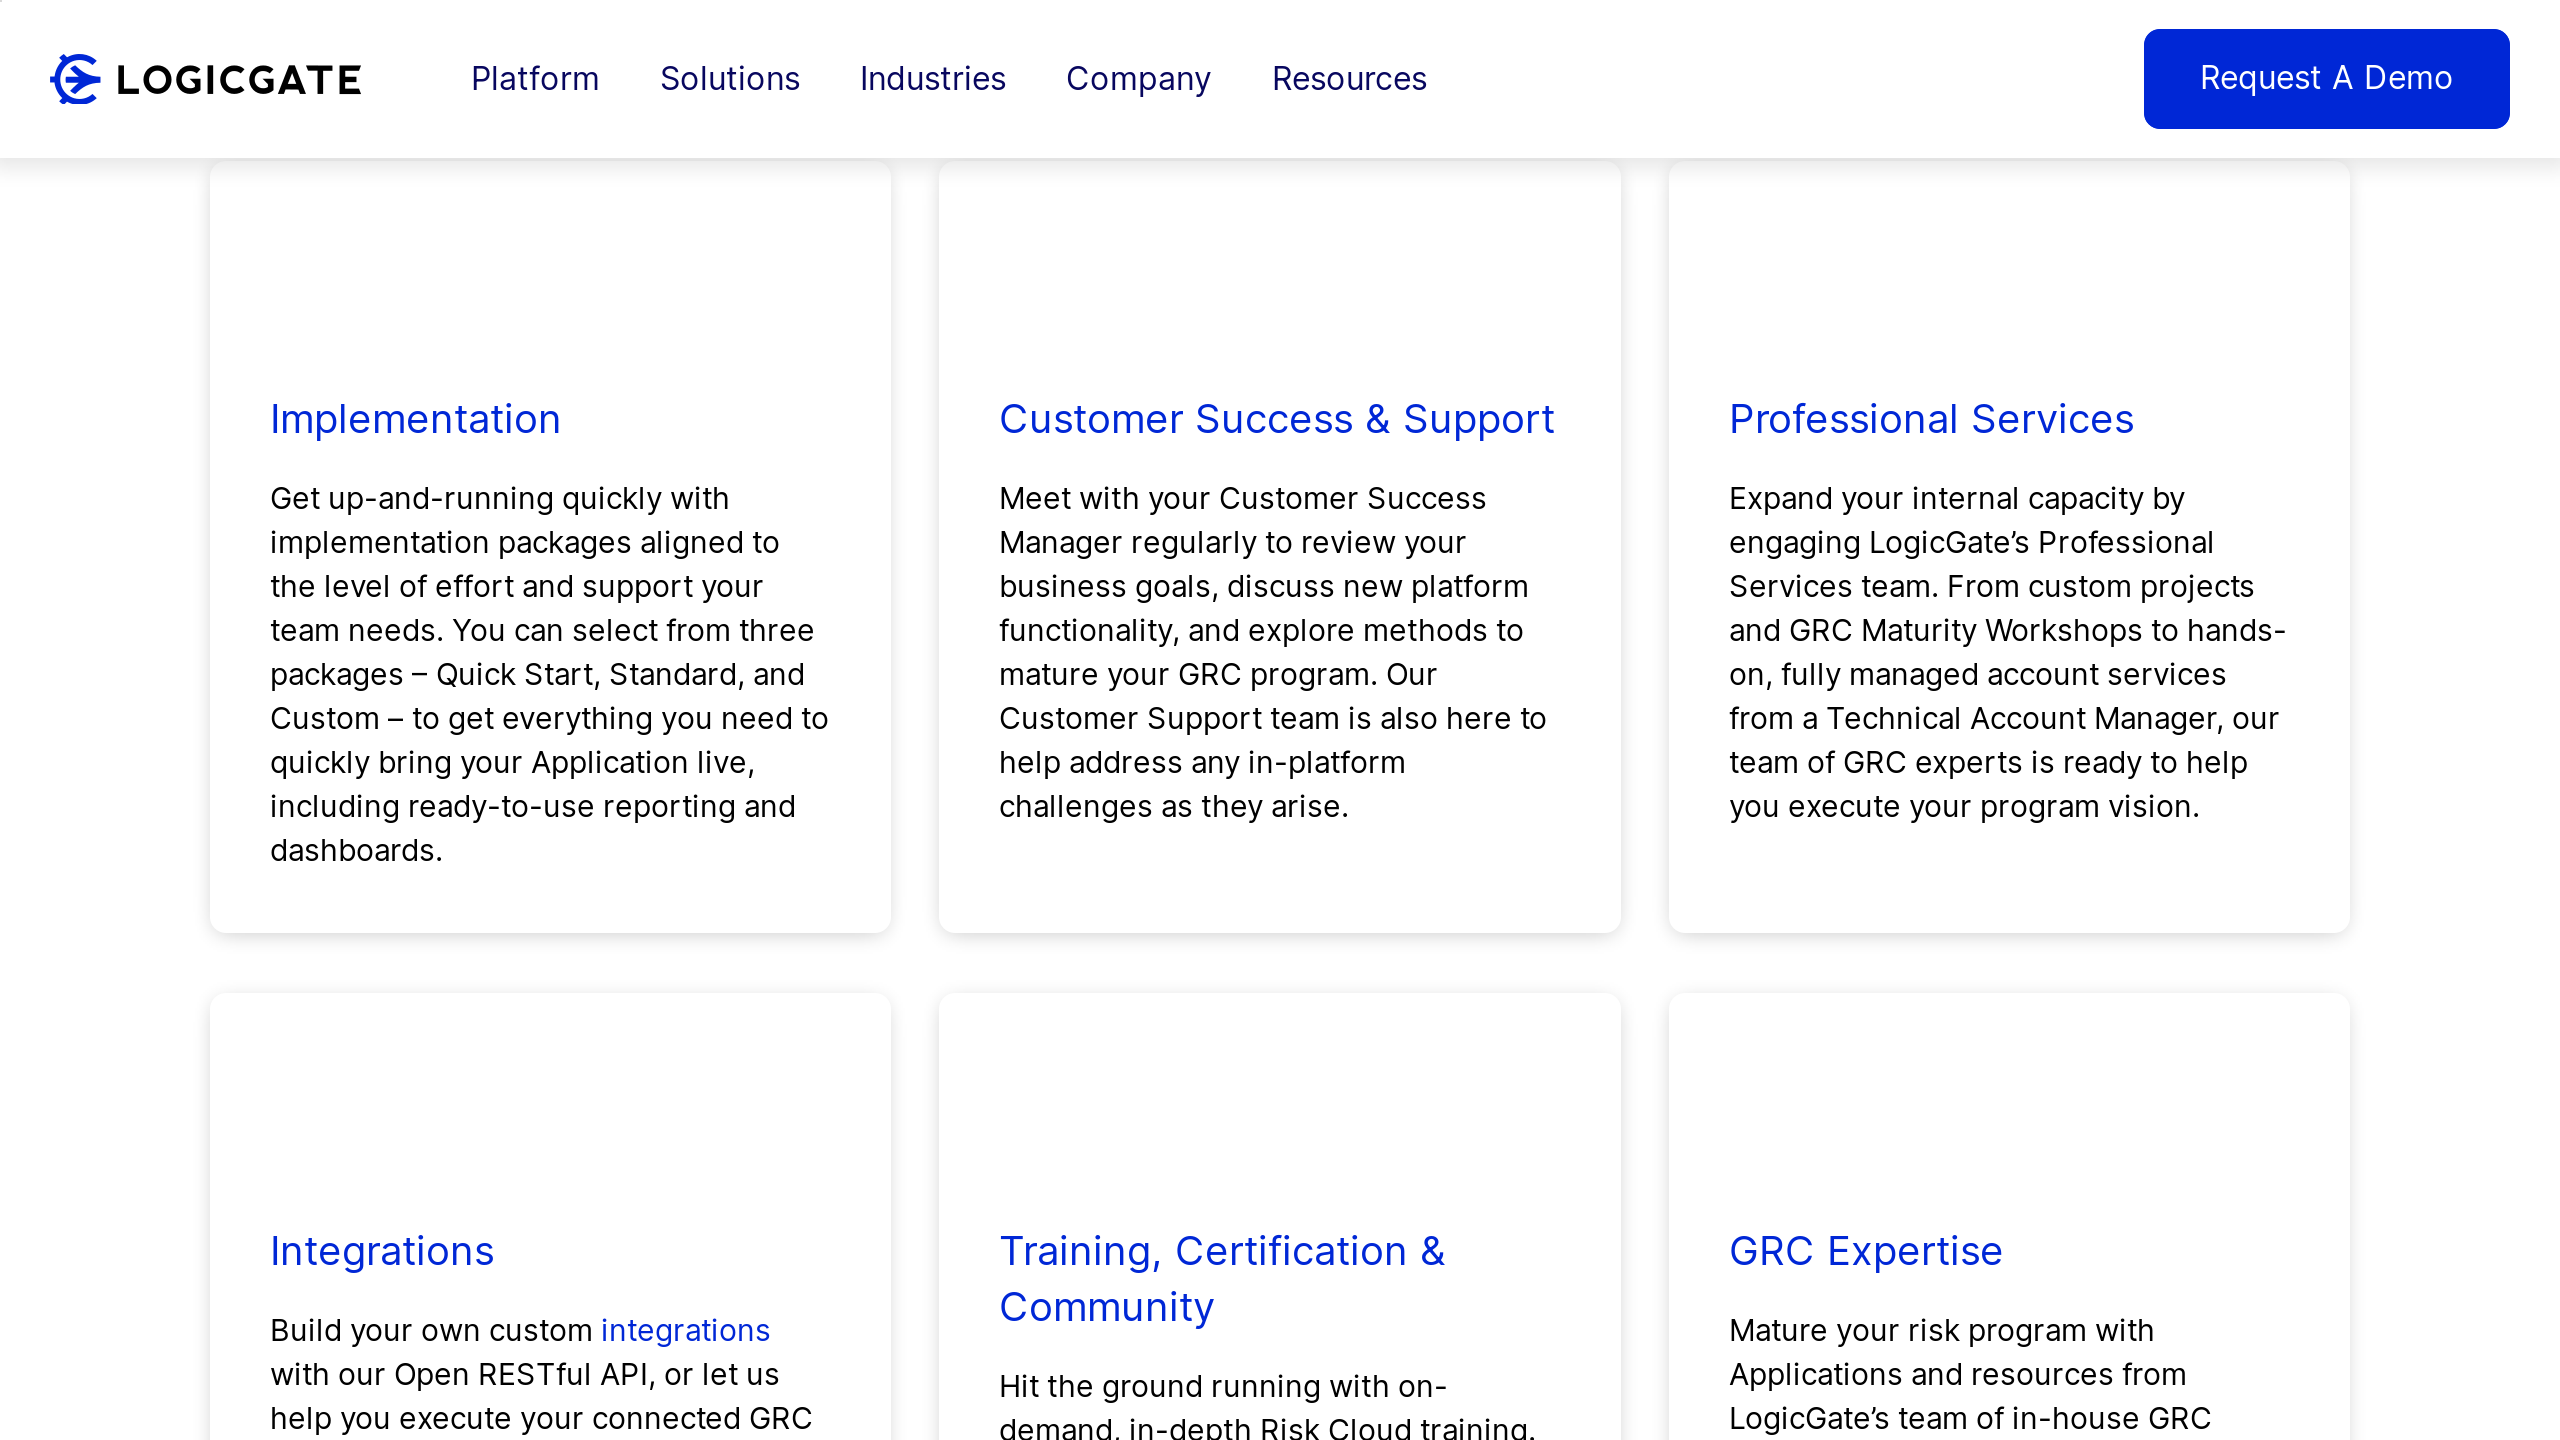 LOGICGATE
Platform
Solutions
Industries
Company
Resources
Request A Demo
Implementation
Get up-and-running quickly with
implementation packages aligned to
the level of effort and support your
team needs. You can select from three
packages – Quick Start, Standard, and
Custom – to get everything you need to
quickly bring your Application live,
including ready-to-use reporting and
dashboards.
Customer Success & Support
Meet with your Customer Success
Manager regularly to review your
business goals, discuss new platform
functionality, and explore methods to
mature your GRC program. Our
Customer Support team is also here to
help address any in-platform
challenges as they arise.
Professional Services
Expand your internal capacity by
engaging LogicGate’s Professional
Services team. From custom projects
and GRC Maturity Workshops to hands-
on, fully managed account services
from a Technical Account Manager, our
team of GRC experts is ready to help
you execute your program vision.
Integrations
Build your own custom integrations
with our Open RESTful API, or let us
help you execute your connected GRC
Training, Certification &
Community
Hit the ground running with on-
demand, in-depth Risk Cloud training.
GRC Expertise
Mature your risk program with
Applications and resources from
LogicGate’s team of in-house GRC